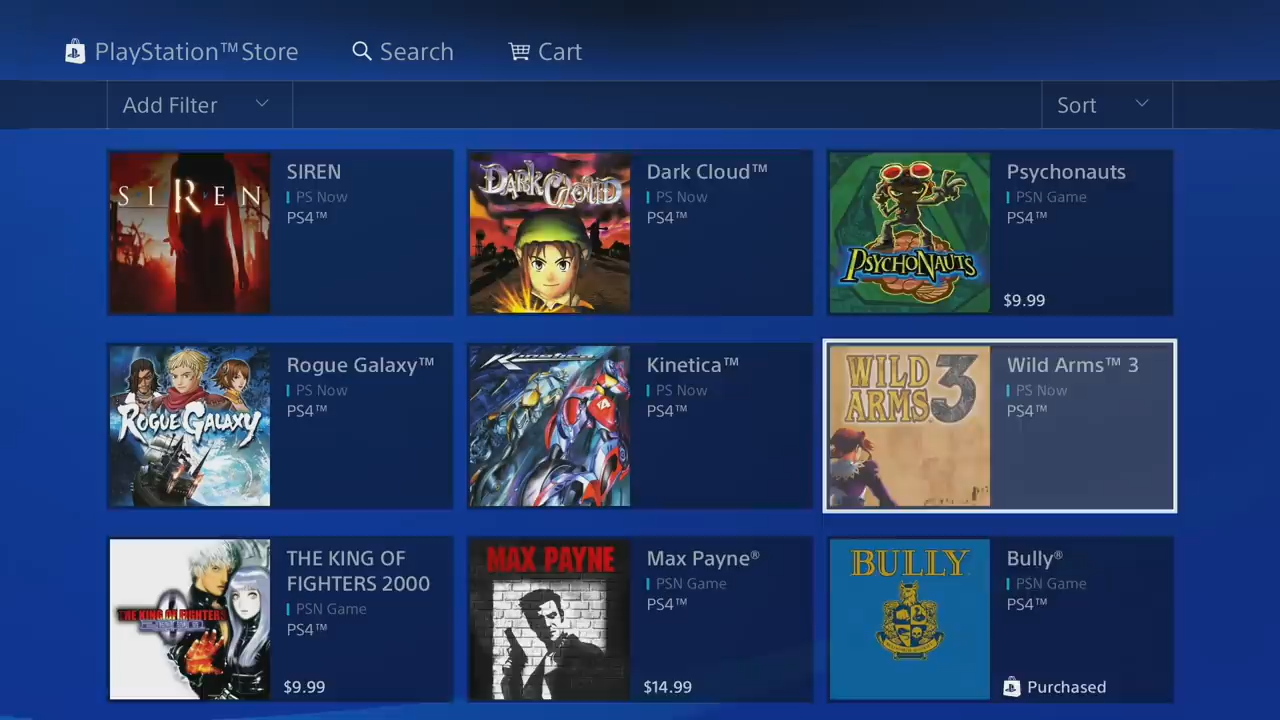 PlayStation™Store
Search
Cart
Add Filter
Sort
SIREN
SIREN
PS Now
PS4™
DARK CLOUD
Dark Cloud™
PS Now
PS4™
PSYCHONAUTS
Psychonauts
PSN Game
PS4™
$9.99
ROGUE GALAXY
Rogue Galaxy™
PS Now
PS4™
Kinetica
Kinetica™
PS Now
PS4™
WILD
ARMS 3
Wild Arms™ 3
PS Now
PS4™
THE KING OF FIGHTERS
THE KING OF
FIGHTERS 2000
PSN Game
PS4™
$9.99
MAX PAYNE
Max Payne®
PSN Game
PS4™
$14.99
BULLY
Bully®
PSN Game
PS4™
Purchased